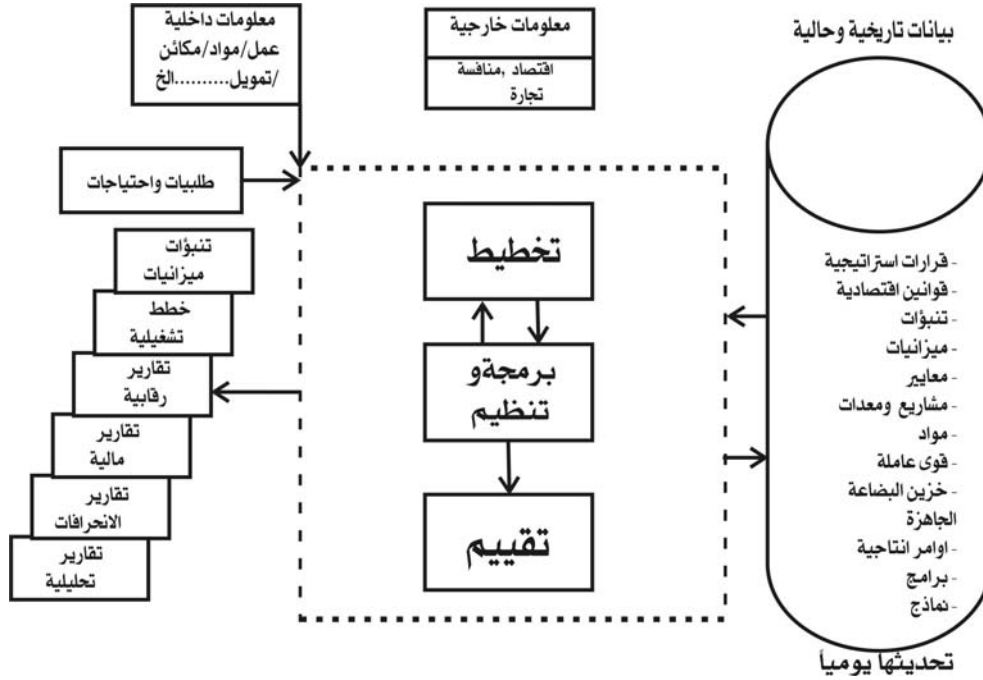 معلومات داخلية
عمل/مواد/مكائن
/تمويل..........الخ
معلومات خارجية
اقتصاد ,منافسة
تجارة
بيانات تاريخية وحالية
طلبيات واحتياجات
تنبؤات
ميزانيات
خطط
تشغيلية
تقارير
رقابية
تقارير
مالية
تقارير
الانحرافات
تقارير
تحليلية
تخطيط
برمجةو
تنظيم
تقييم
- قرارات استراتيجية
- قوانين اقتصادية
- تنبؤات
- ميزانيات
- معايير
- مشاريع ومعدات
- مواد
- قوى عاملة
- خزين البضاعة
الجاهزة
- اوامر انتاجية
- برامج
- نماذج
تحديثها يومياً